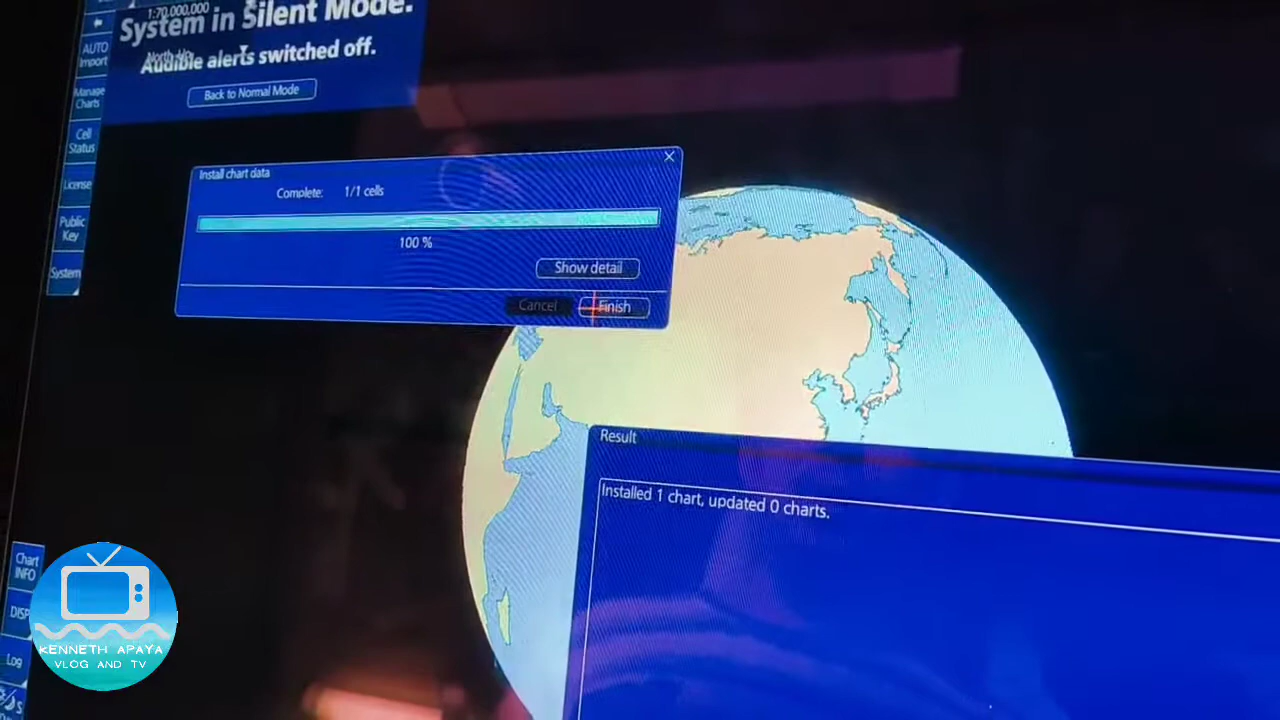 1:70,000,000
System in Silent Mode.
North-Up
Audible alerts switched off.
Back to Normal Mode
AUTO
Import
Manage
Charts
Cell
Status
License
Public
Key
System
Install chart data
Complete: 1/1 cells
100 %
Show detail
Cancel
Finish
Result
Installed 1 chart, updated 0 charts.
Chart
INFO
DISP
Log
KENNETH APAYA
VLOG AND TV